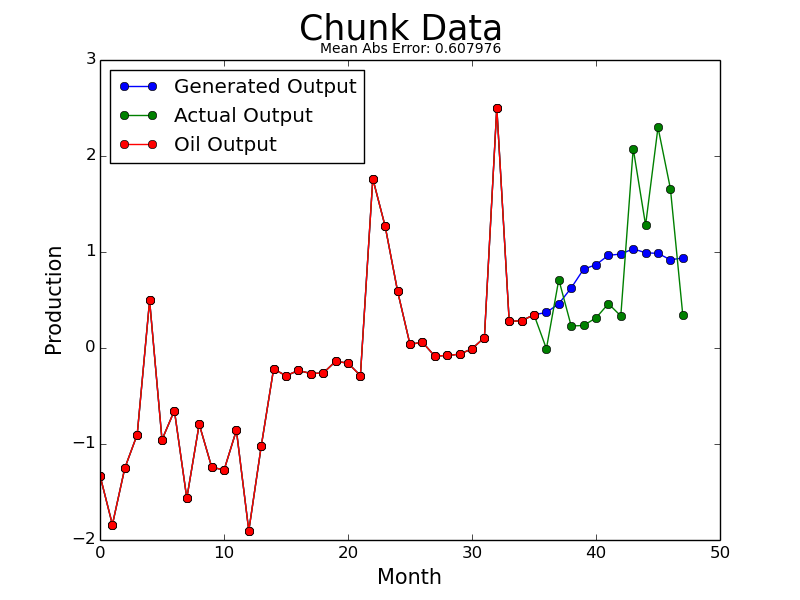 Chunk Data
Mean Abs Error: 0.607976
3
2
1
0
−1
−2
Production
Generated Output
Actual Output
Oil Output
0 10 20 30 40 50
Month